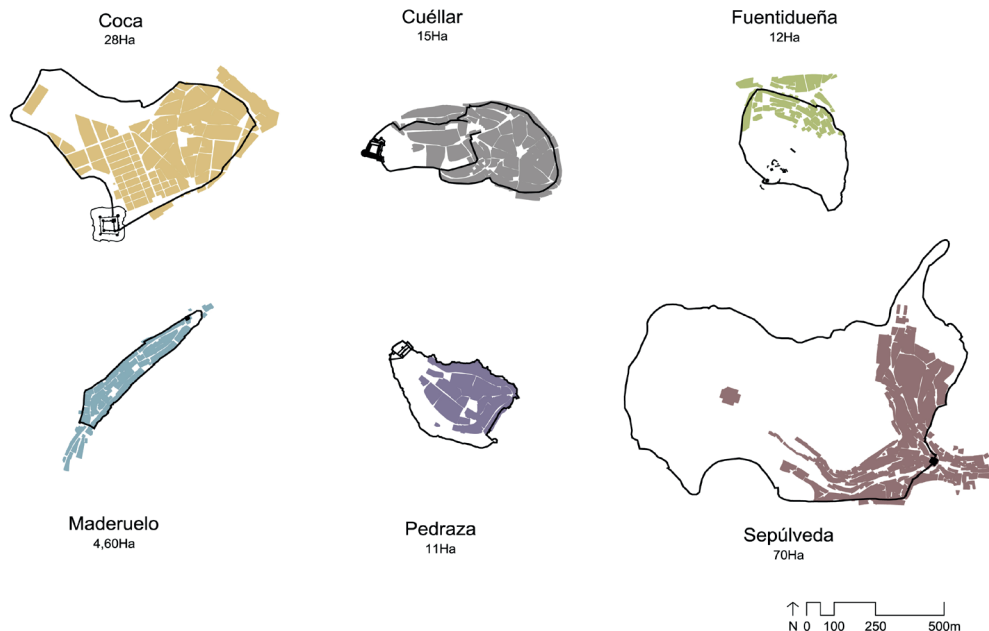 Coca
28Ha
Cuéllar
15Ha
Fuentidueña
12Ha
Maderuelo
4,60Ha
Pedraza
11Ha
Sepúlveda
70Ha
N 0 100 250 500m